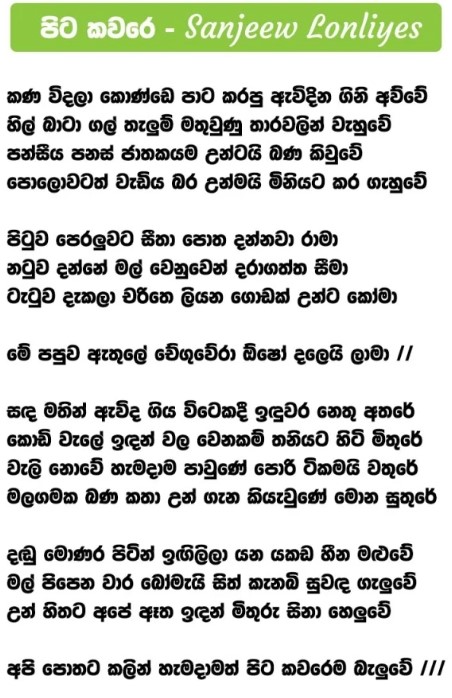 පිට කවරෙ - Sanjeew Lonliyes
කණ විදලා කොණ්ඩෙ පාට කරපු ඇවිදින ගිනි අව්වේ
හිල් බාටා ගල් තැලුම් මතුවුණු තාරවලින් වැහුවේ
පන්සීය පනස් ජාතකයම උන්ටයි බණ කිවුවේ
පොලොවටත් වැඩිය බර උන්මයි මිනියට කර ගැහුවේ
පිටුව පෙරලුවට සීතා පොත දන්නවා රාමා
නටුව දන්නේ මල් වෙනුවෙන් දරාගත්ත සීමා
ටැටුව දැකලා චරිතෙ ලියන ගොඩක් උන්ට කෝමා
මේ පපුව ඇතුලේ චේගුවේරා ඕෂෝ දලෙයි ලාමා //
සඳ මතින් ඇවිද ගිය විටෙකදී ඉඳුවර නෙතු අතරේ
කොඩි වැලේ ඉඳන් වල වෙනකම් තනියට හිටි මිතුරේ
වැලි නොවේ හැමදාම පාවුණේ පොරි ටිකමයි වතුරේ
මලගමක බණ කතා උන් ගැන කියැවුණේ මොන සුතුරේ
දඬු මොණර පිටින් ඉඟිලිලා යන යකඩ හීන මළුවේ
මල් පිපෙන වාර බෝමැයි සිත් කැනබි සුවඳ ගැලුවේ
උන් හිතට අපේ ඈත ඉඳන් මිතුරු සිනා හෙලුවේ
අපි පොතට කලින් හැමදාමත් පිට කවරෙම බැලුවේ ///